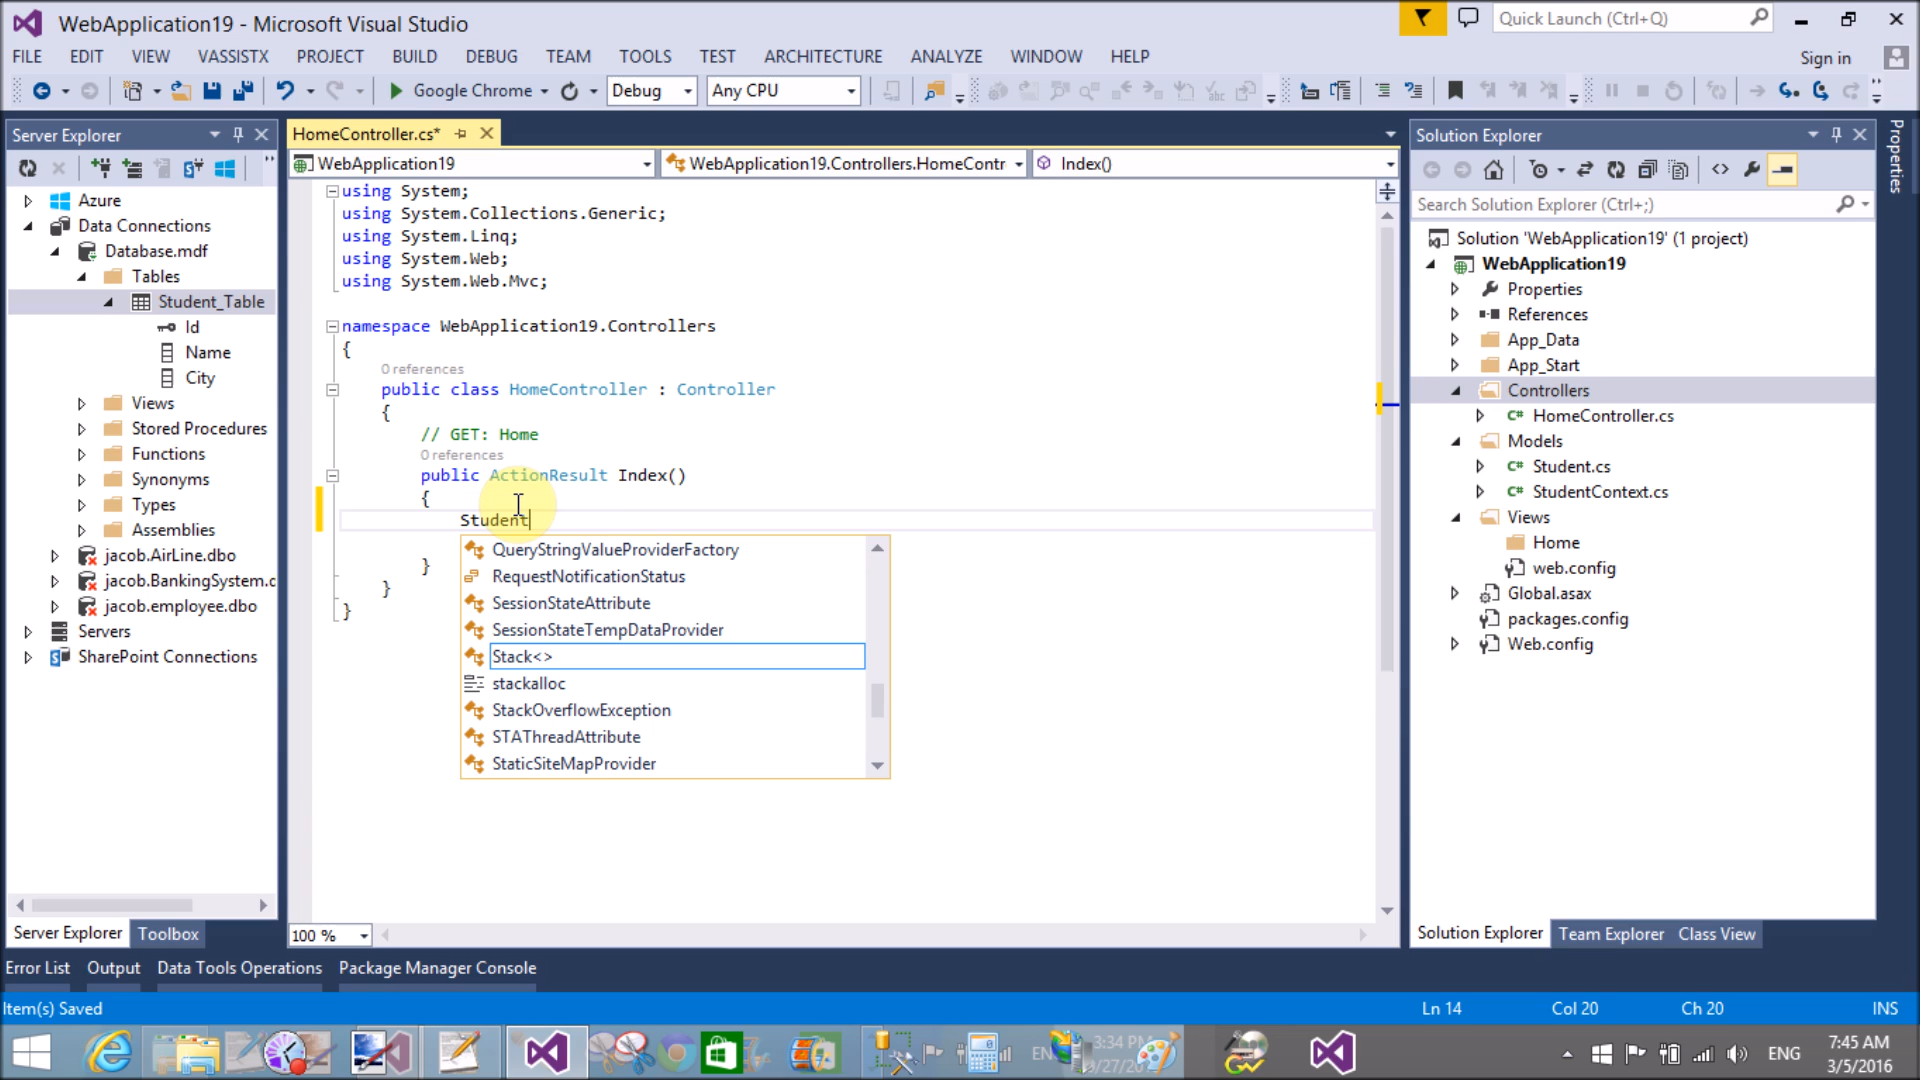 WebApplication19 - Microsoft Visual Studio
Quick Launch (Ctrl+Q)
FILE EDIT VIEW VASSISTX PROJECT BUILD DEBUG TEAM TOOLS TEST ARCHITECTURE ANALYZE WINDOW HELP
Sign in
Google Chrome Debug Any CPU
Server Explorer
Azure
Data Connections
Database.mdf
Tables
Student_Table
Id
Name
City
Views
Stored Procedures
Functions
Synonyms
Types
Assemblies
jacob.AirLine.dbo
jacob.BankingSystem.c
jacob.employee.dbo
Servers
SharePoint Connections
Server Explorer Toolbox
HomeController.cs*
WebApplication19 WebApplication19.Controllers.HomeContr Index()
using System;
using System.Collections.Generic;
using System.Linq;
using System.Web;
using System.Web.Mvc;
namespace WebApplication19.Controllers
{
0 references
public class HomeController : Controller
{
// GET: Home
0 references
public ActionResult Index()
{
Student
QueryStringValueProviderFactory
RequestNotificationStatus
SessionStateAttribute
SessionStateTempDataProvider
Stack<>
stackalloc
StackOverflowException
STAThreadAttribute
StaticSiteMapProvider
}
}
}
100 %
Solution Explorer
Search Solution Explorer (Ctrl+;)
Solution 'WebApplication19' (1 project)
WebApplication19
Properties
References
App_Data
App_Start
Controllers
HomeController.cs
Models
Student.cs
StudentContext.cs
Views
Home
web.config
Global.asax
packages.config
Web.config
Solution Explorer Team Explorer Class View
Properties
Error List Output Data Tools Operations Package Manager Console
Item(s) Saved
Ln 14 Col 20 Ch 20 INS
EN
3:34 PM
ENG
7:45 AM
3/5/2016